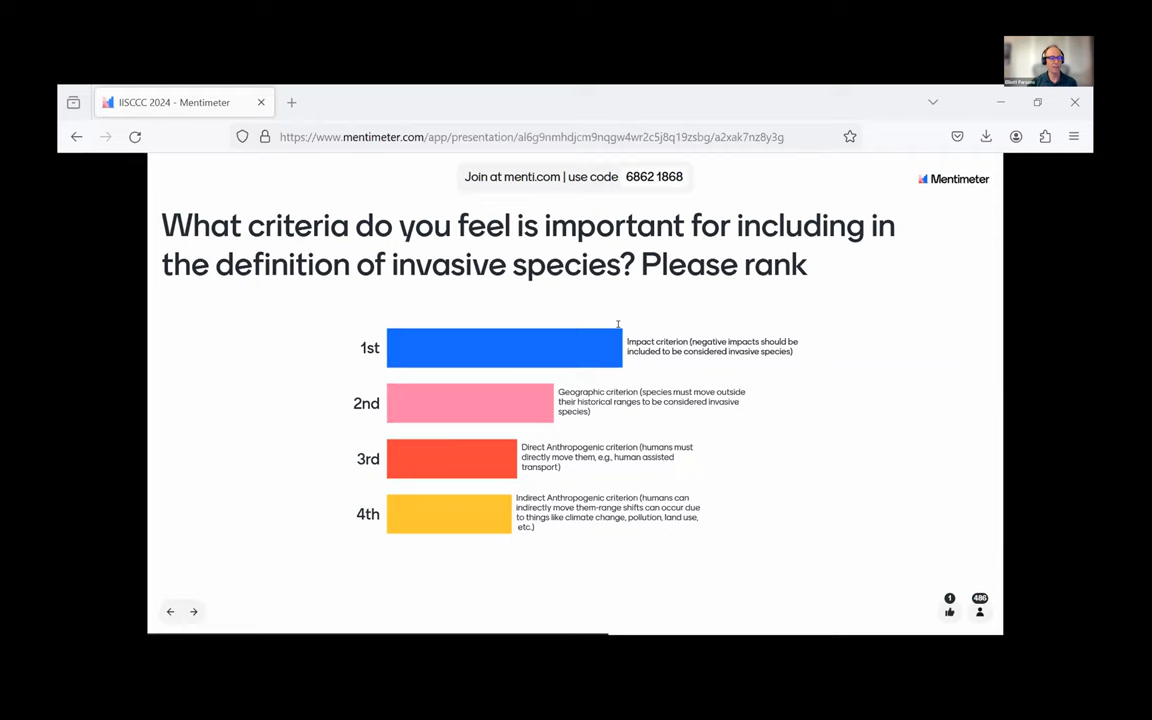 Elliott Parsons
IISCCC 2024 - Mentimeter
https://www.mentimeter.com/app/presentation/al6g9nmhdjcm9nqgw4wr2c5j8q19zsbg/a2xak7nz8y3g
Join at menti.com | use code 6862 1868
Mentimeter
What criteria do you feel is important for including in
the definition of invasive species? Please rank
1st
Impact criterion (negative impacts should be
included to be considered invasive species)
2nd
Geographic criterion (species must move outside
their historical ranges to be considered invasive
species)
3rd
Direct Anthropogenic criterion (humans must
directly move them, e.g., human assisted
transport)
4th
Indirect Anthropogenic criterion (humans can
indirectly move them-range shifts can occur due
to things like climate change, pollution, land use,
etc.)
1
486